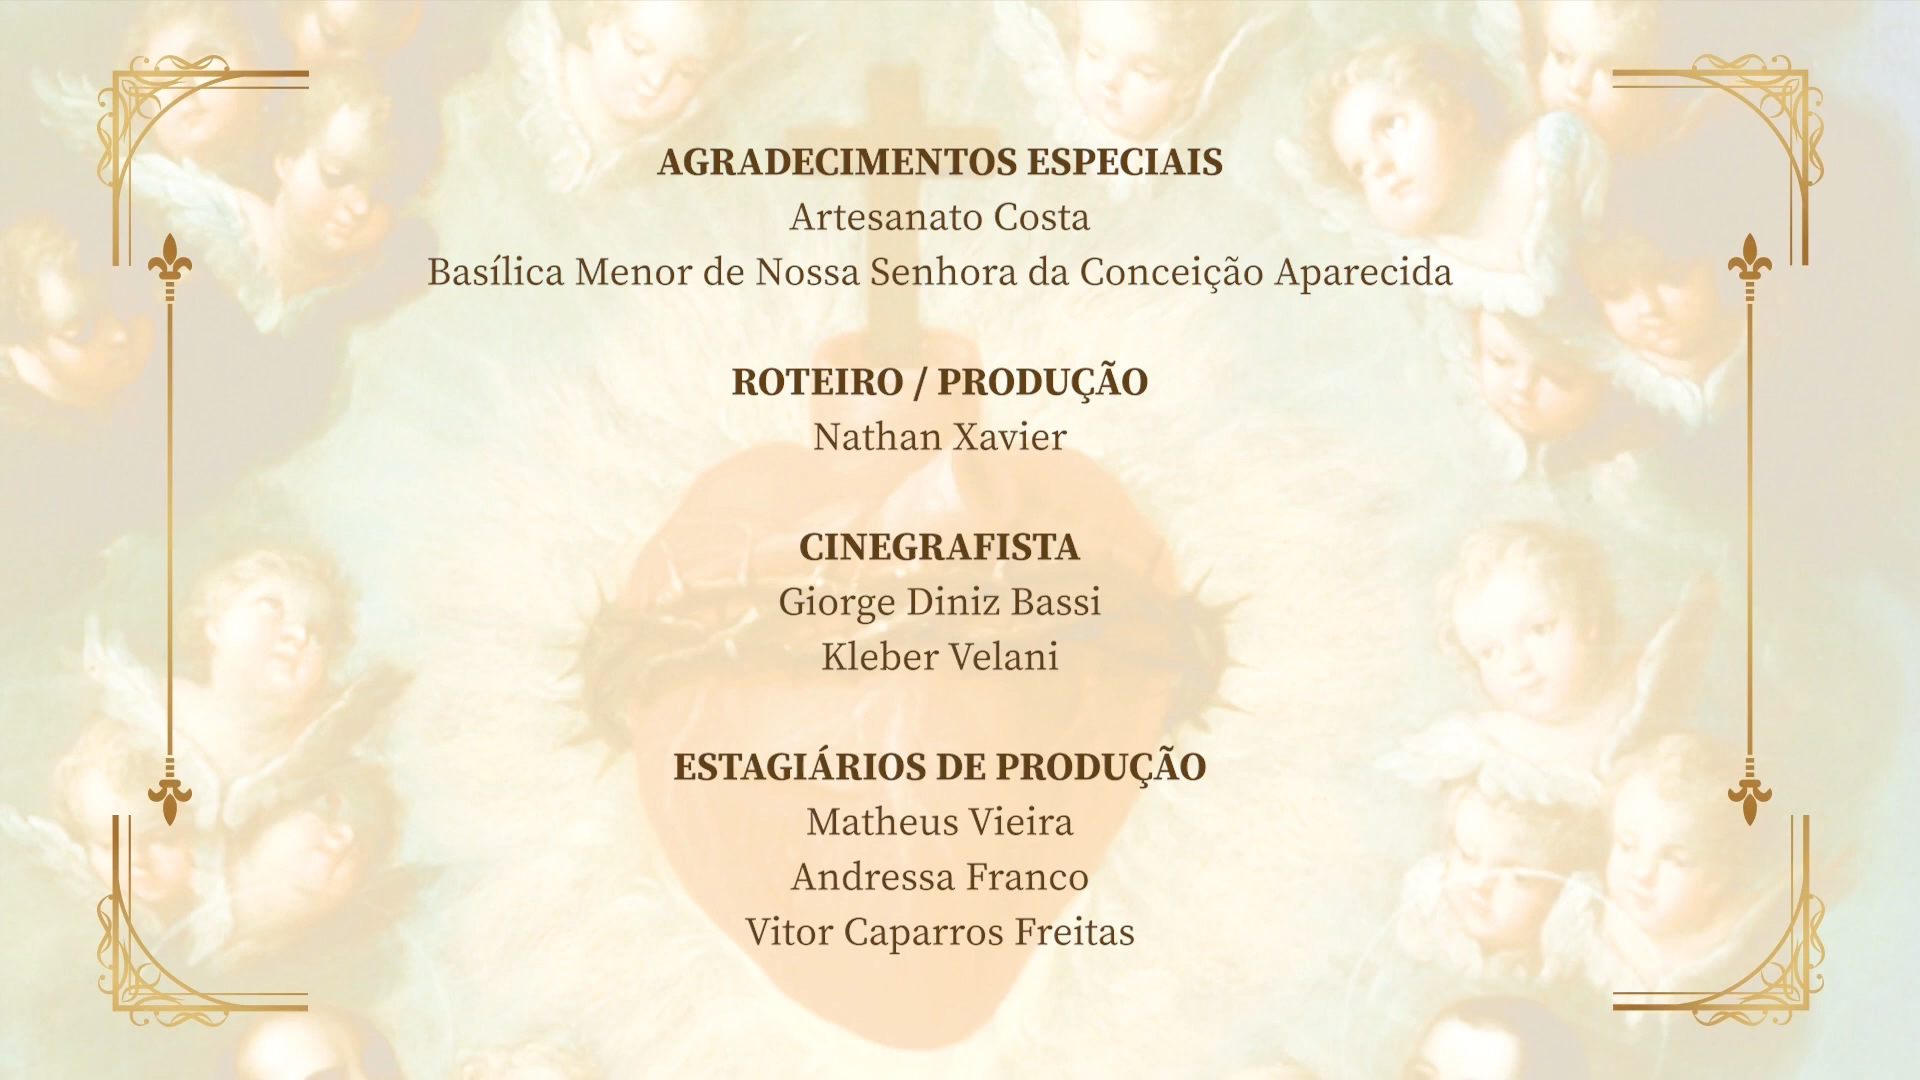 AGRADECIMENTOS ESPECIAIS
Artesanato Costa
Basílica Menor de Nossa Senhora da Conceição Aparecida
ROTEIRO / PRODUÇÃO
Nathan Xavier
CINEGRAFISTA
Giorge Diniz Bassi
Kleber Velani
ESTAGIÁRIOS DE PRODUÇÃO
Matheus Vieira
Andressa Franco
Vitor Caparros Freitas